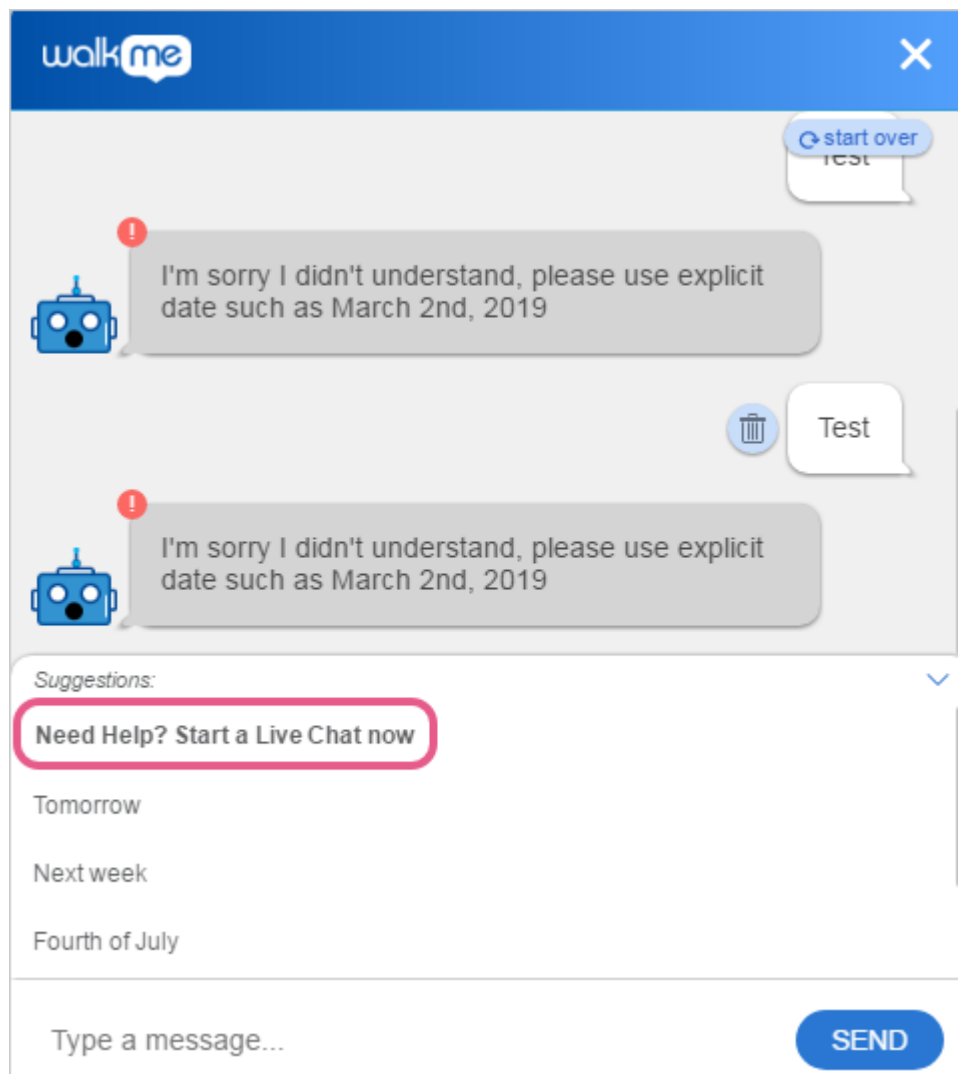 walkme
start over
Test
!
I'm sorry I didn't understand, please use explicit
date such as March 2nd, 2019
Test
!
I'm sorry I didn't understand, please use explicit
date such as March 2nd, 2019
Suggestions:
Need Help? Start a Live Chat now
Tomorrow
Next week
Fourth of July
Type a message...
SEND